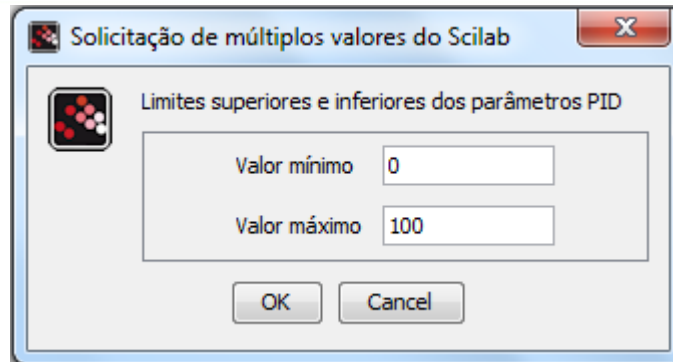 Solicitação de múltiplos valores do Scilab
Limites superiores e inferiores dos parâmetros PID
Valor mínimo 0
Valor máximo 100
OK Cancel